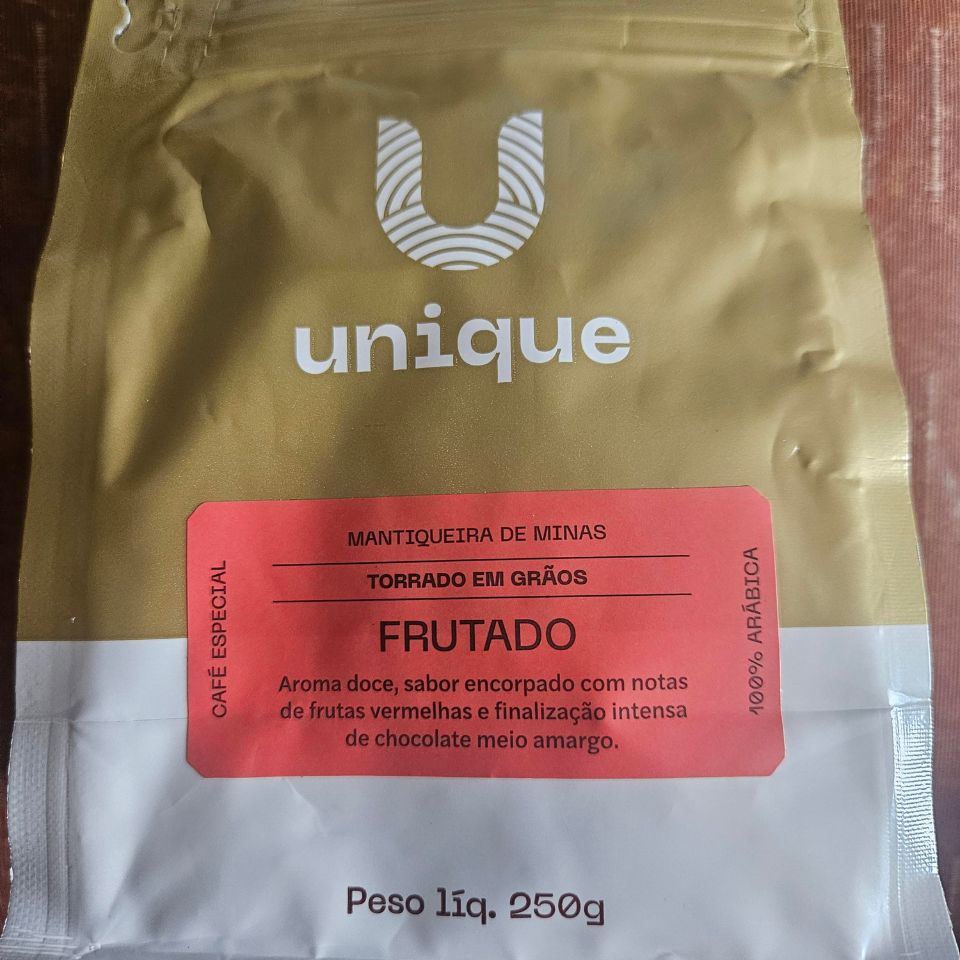 U
unique
MANTIQUEIRA DE MINAS
TORRADO EM GRÃOS
FRUTADO
Aroma doce, sabor encorpado com notas
de frutas vermelhas e finalização intensa
de chocolate meio amargo.
CAFÉ ESPECIAL
100% ARÁBICA
Peso líq. 250g